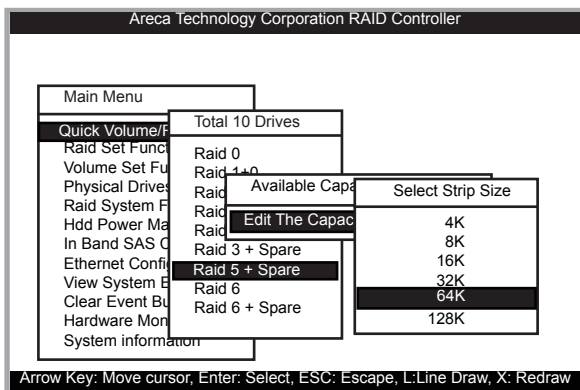 Areca Technology Corporation RAID Controller
Main Menu
Quick Volume/
Raid Set Funct
Volume Set Fu
Physical Drives
Raid System F
Hdd Power Ma
In Band SAS
Ethernet Config
View System E
Clear Event Bu
Hardware Mon
System information
Total 10 Drives
Raid 0
Raid 1+0
Raid
Raid
Raid
Raid 3 + Spare
Raid 5 + Spare
Raid 6
Raid 6 + Spare
Available Capa
Edit The Capac
Select Strip Size
4K
8K
16K
32K
64K
128K
Arrow Key: Move cursor, Enter: Select, ESC: Escape, L:Line Draw, X: Redraw